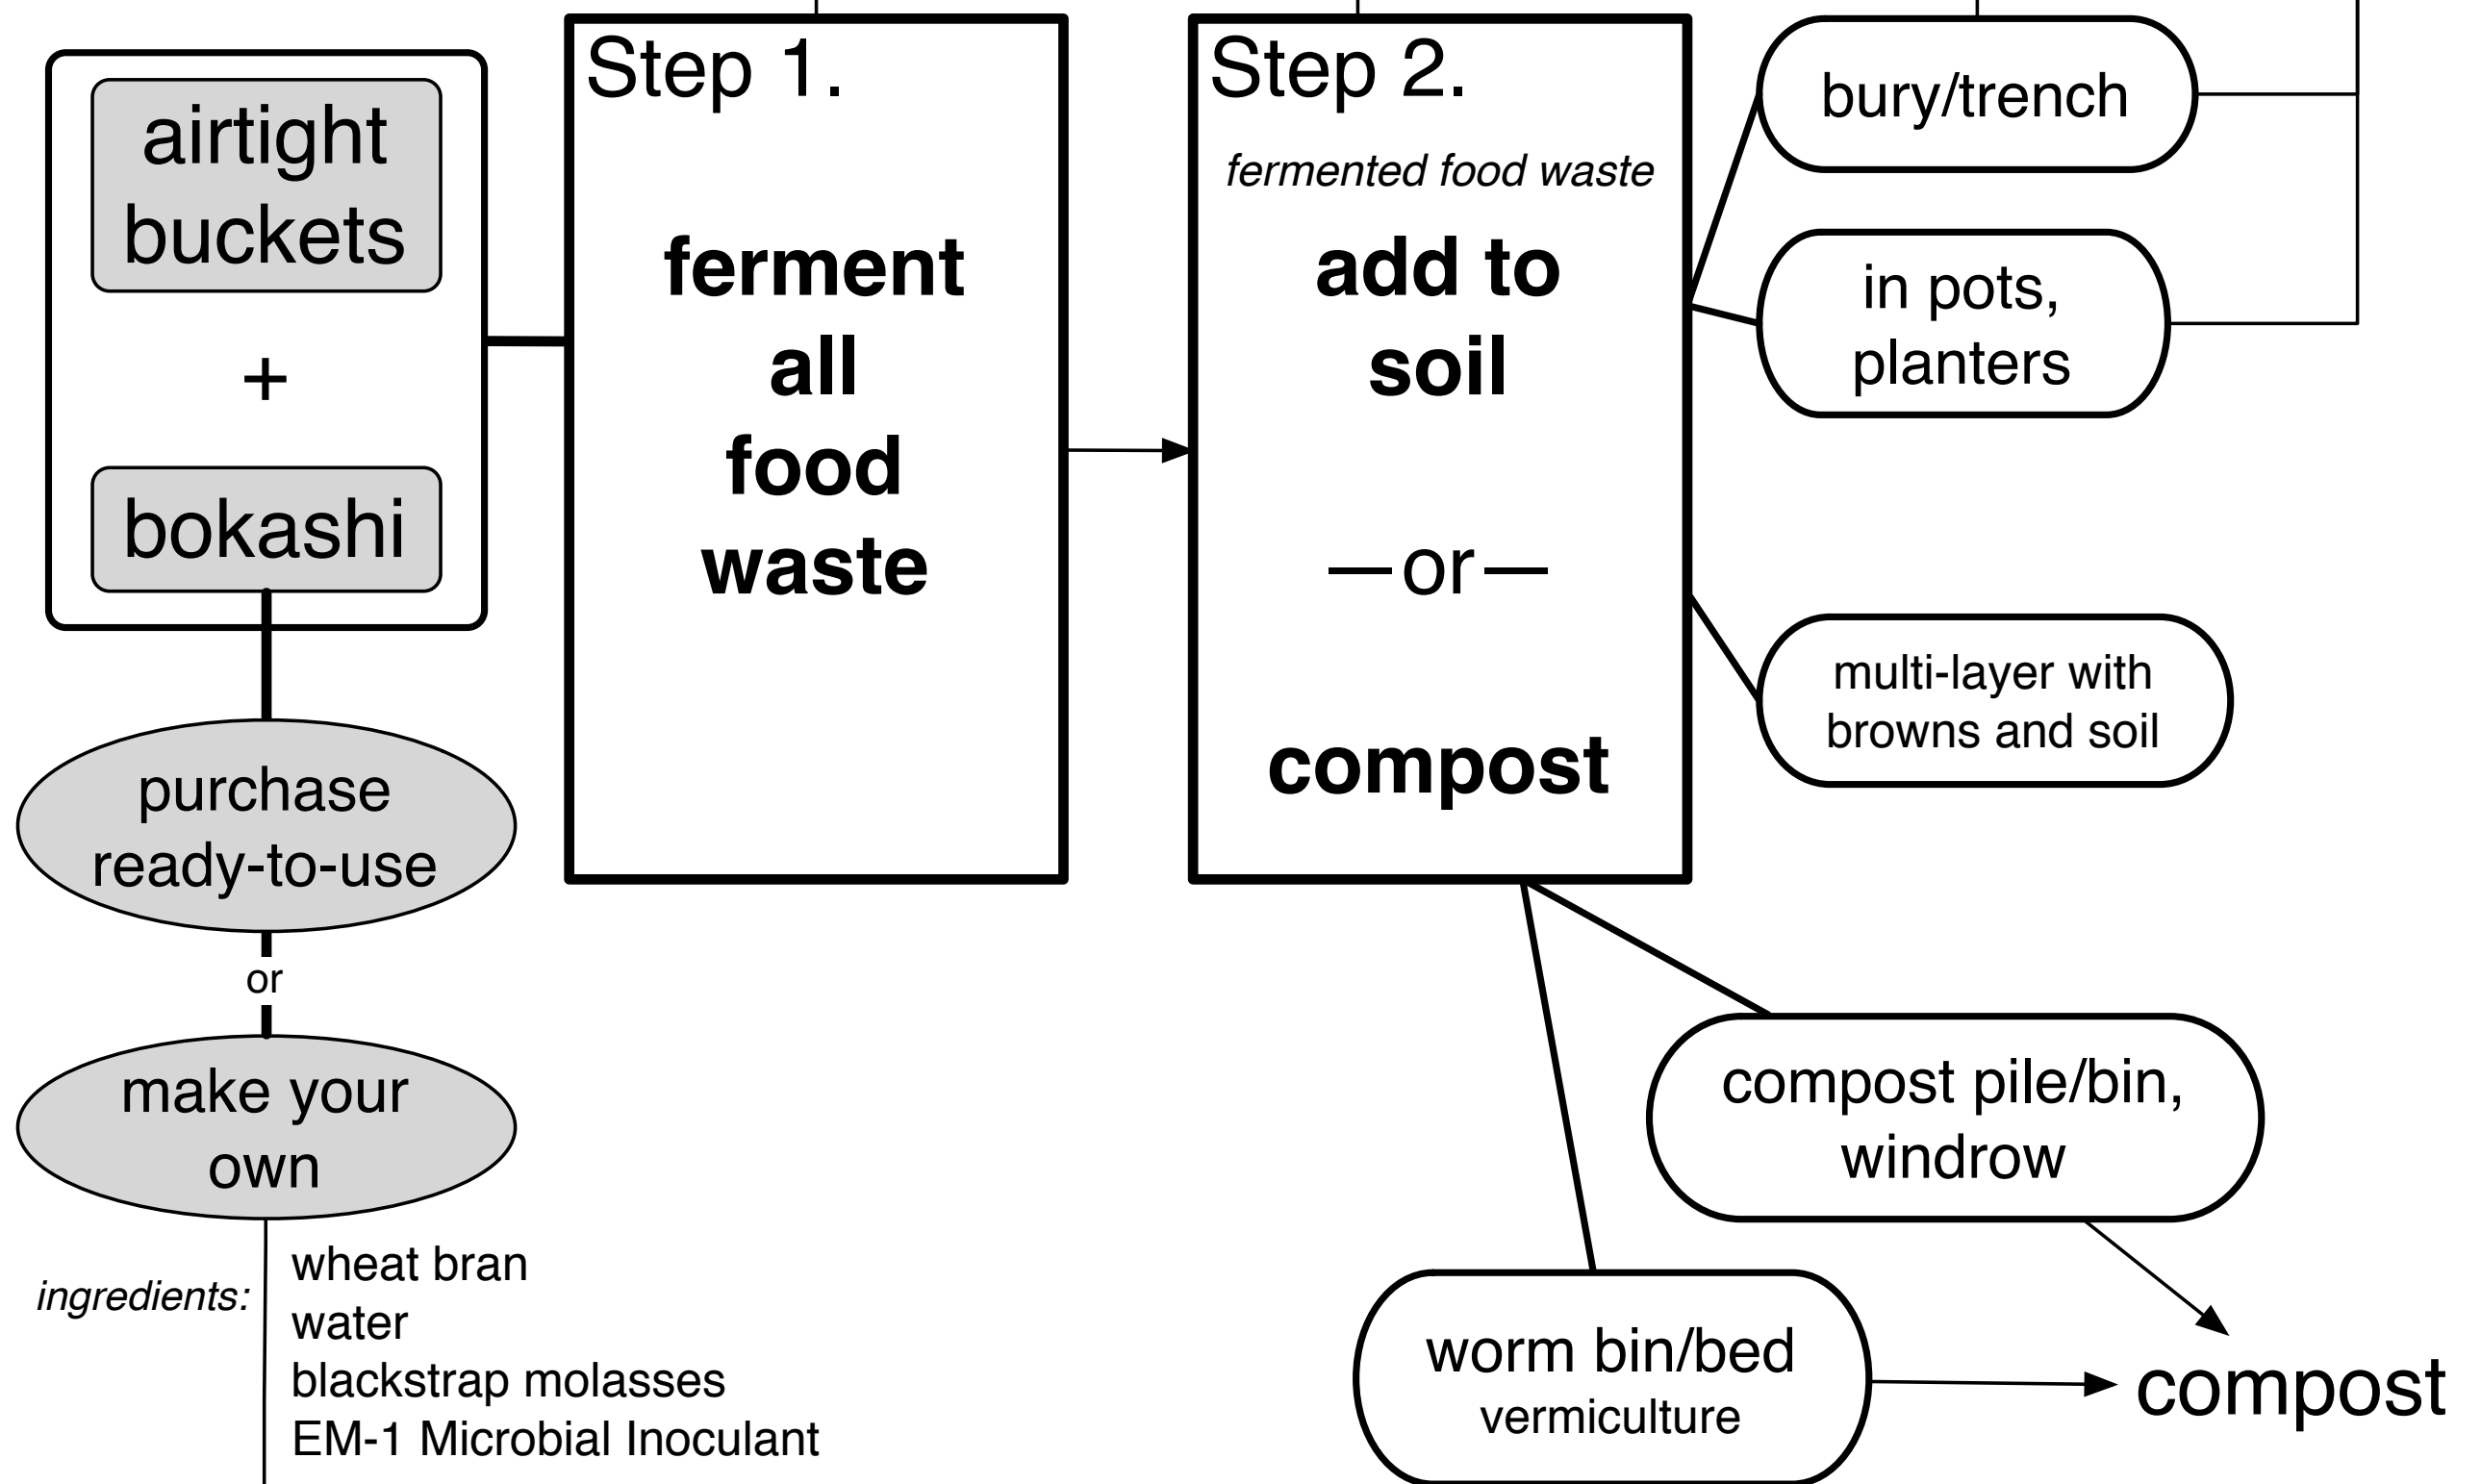 airtight
buckets
+
bokashi
purchase
ready-to-use
or
make your
own
ingredients:
wheat bran
water
blackstrap molasses
EM-1 Microbial Inoculant
Step 1.
ferment
all
food
waste
Step 2.
fermented food waste
add to
soil
—or—
compost
bury/trench
in pots,
planters
multi-layer with
browns and soil
compost pile/bin,
windrow
worm bin/bed
vermiculture
compost